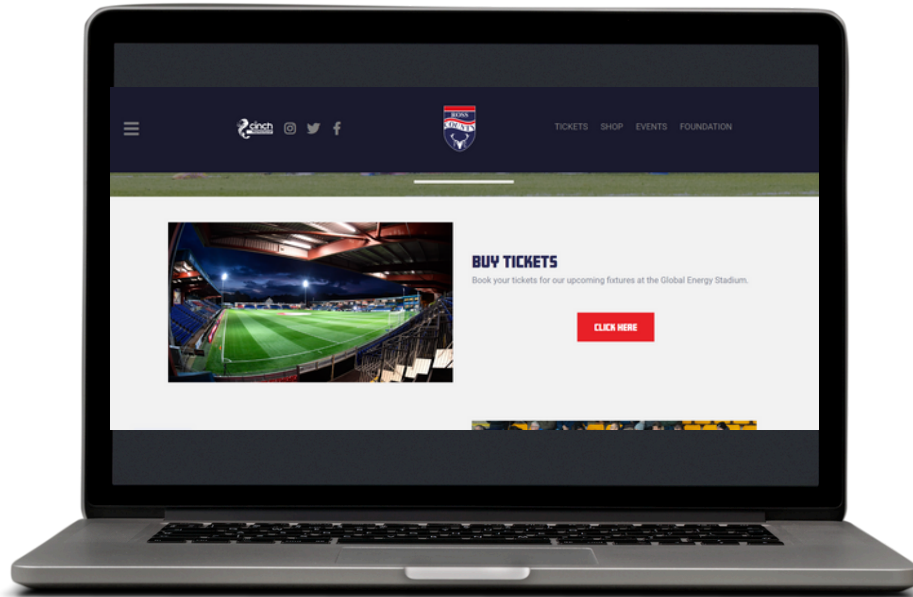 cinch
ROSS
COUNTY
TICKETS SHOP EVENTS FOUNDATION
BUY TICKETS
Book your tickets for our upcoming fixtures at the Global Energy Stadium.
CLICK HERE